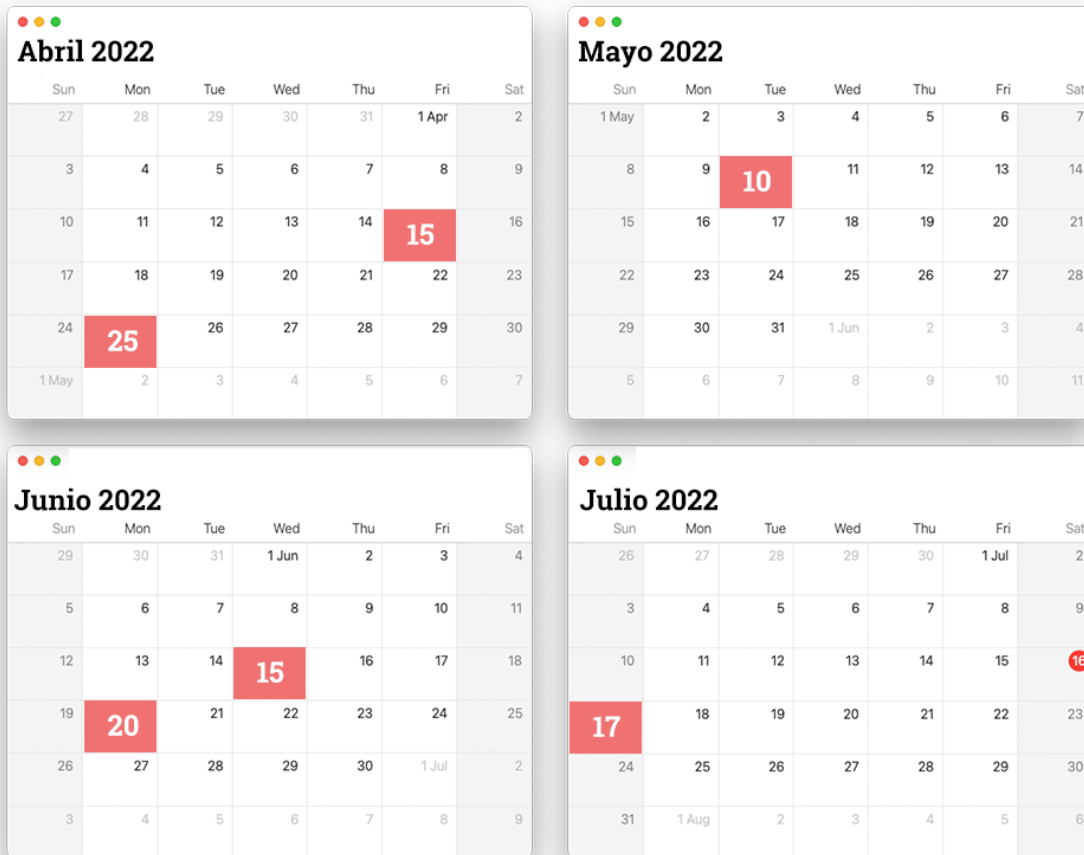 Abril 2022
Sun Mon Tue Wed Thu Fri Sat
27 28 29 30 31 1 Apr 2
3 4 5 6 7 8 9
10 11 12 13 14 15 16
17 18 19 20 21 22 23
24 25 26 27 28 29 30
1 May 2 3 4 5 6 7
Mayo 2022
Sun Mon Tue Wed Thu Fri Sat
1 May 2 3 4 5 6 7
8 9 10 11 12 13 14
15 16 17 18 19 20 21
22 23 24 25 26 27 28
29 30 31 1 Jun 2 3 4
5 6 7 8 9 10 11
Junio 2022
Sun Mon Tue Wed Thu Fri Sat
29 30 31 1 Jun 2 3 4
5 6 7 8 9 10 11
12 13 14 15 16 17 18
19 20 21 22 23 24 25
26 27 28 29 30 1 Jul 2
3 4 5 6 7 8 9
Julio 2022
Sun Mon Tue Wed Thu Fri Sat
26 27 28 29 30 1 Jul 2
3 4 5 6 7 8 9
10 11 12 13 14 15 16
17 18 19 20 21 22 23
24 25 26 27 28 29 30
31 1 Aug 2 3 4 5 6